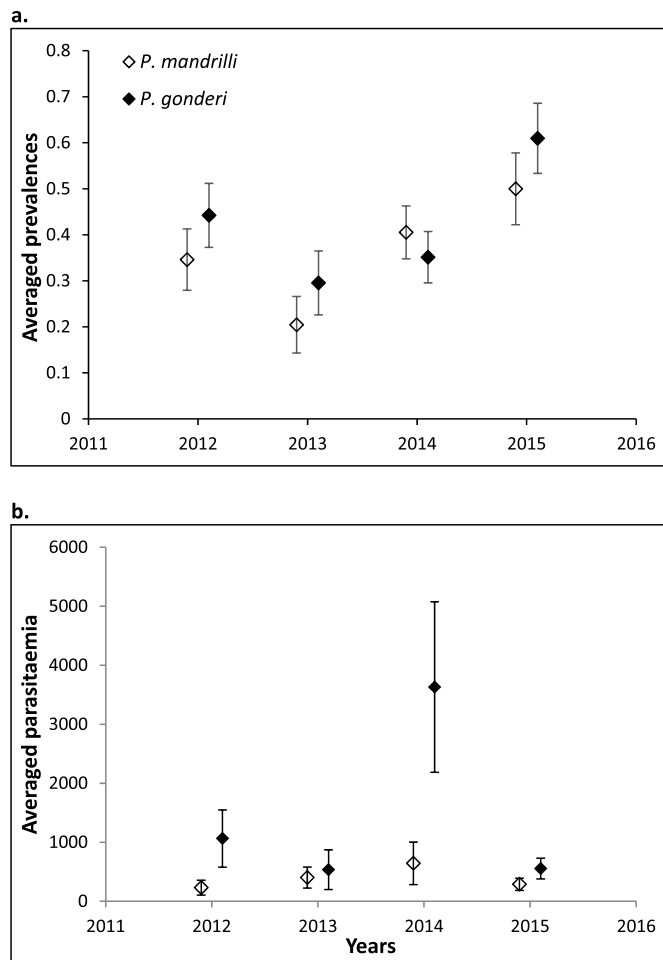 a.
0.8
P. mandrilli
0.7
P. gonderi
0.6
0.5
0.4
0.3
0.2
0.1
0
Averaged prevalences
2011 2012 2013 2014 2015 2016
b.
6000
5000
4000
3000
2000
1000
0
Averaged parasitaemia
2011 2012 2013 2014 2015 2016
Years